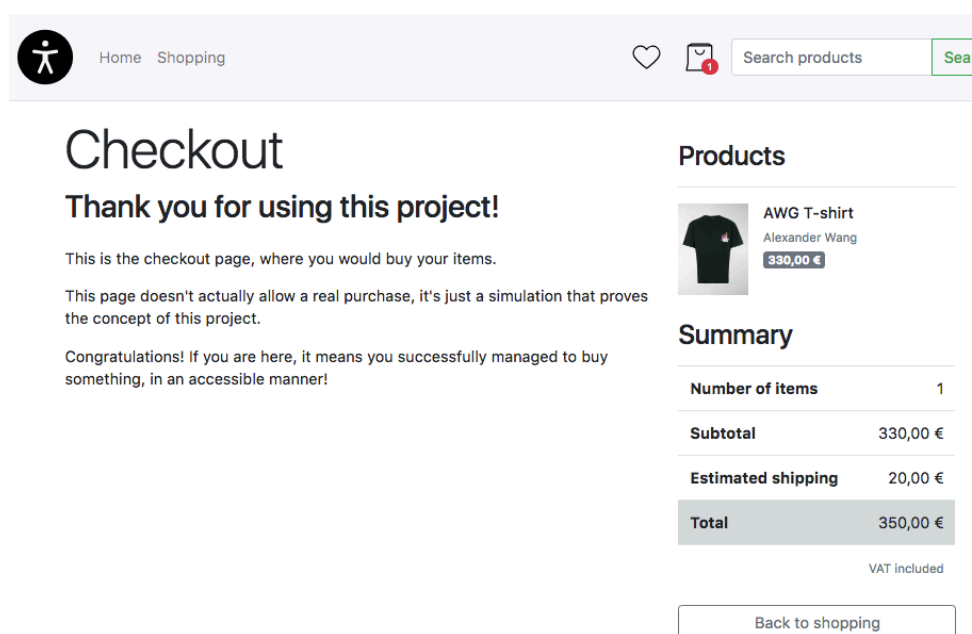 Home Shopping
1
Search products
Sea
Checkout
Thank you for using this project!
This is the checkout page, where you would buy your items.
This page doesn't actually allow a real purchase, it's just a simulation that proves
the concept of this project.
Congratulations! If you are here, it means you successfully managed to buy
something, in an accessible manner!
Products
AWG T-shirt
Alexander Wang
330,00 €
Summary
Number of items 1
Subtotal 330,00 €
Estimated shipping 20,00 €
Total 350,00 €
VAT included
Back to shopping